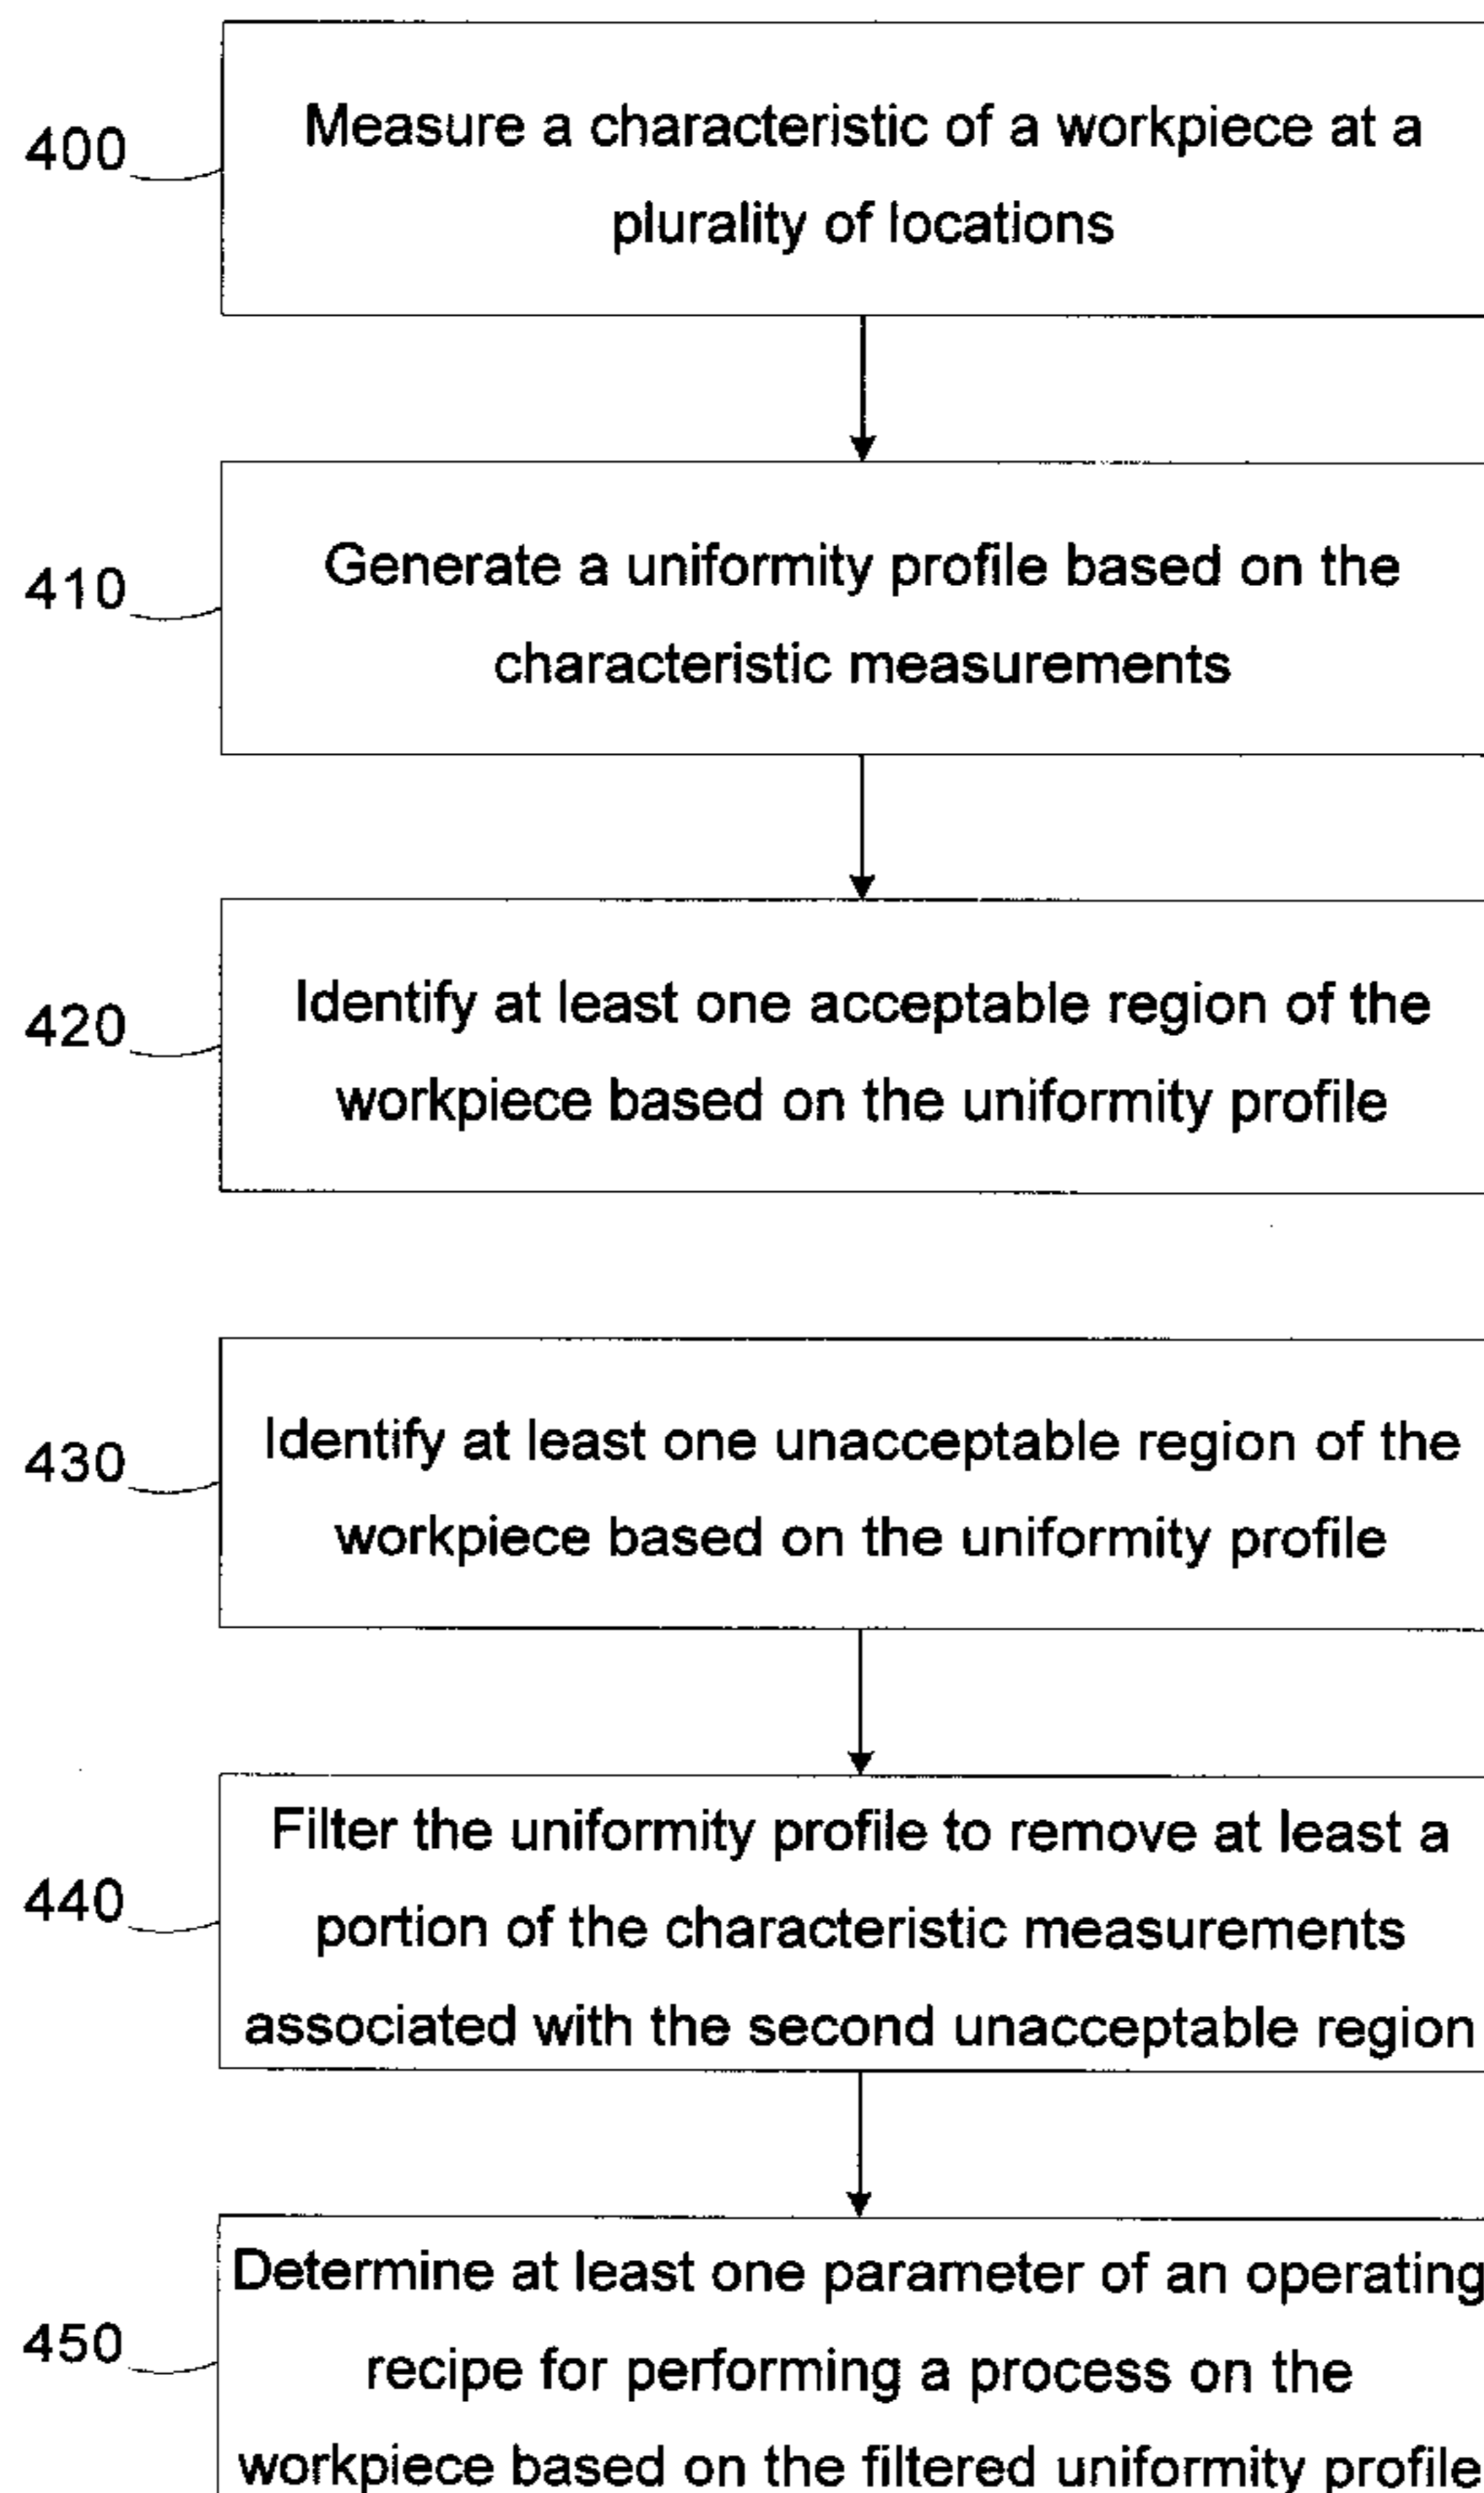 400
Measure a characteristic of a workpiece at a
plurality of locations
410
Generate a uniformity profile based on the
characteristic measurements
420
Identify at least one acceptable region of the
workpiece based on the uniformity profile
430
Identify at least one unacceptable region of the
workpiece based on the uniformity profile
440
Filter the uniformity profile to remove at least a
portion of the characteristic measurements
associated with the second unacceptable region
450
Determine at least one parameter of an operating
recipe for performing a process on the
workpiece based on the filtered uniformity profile